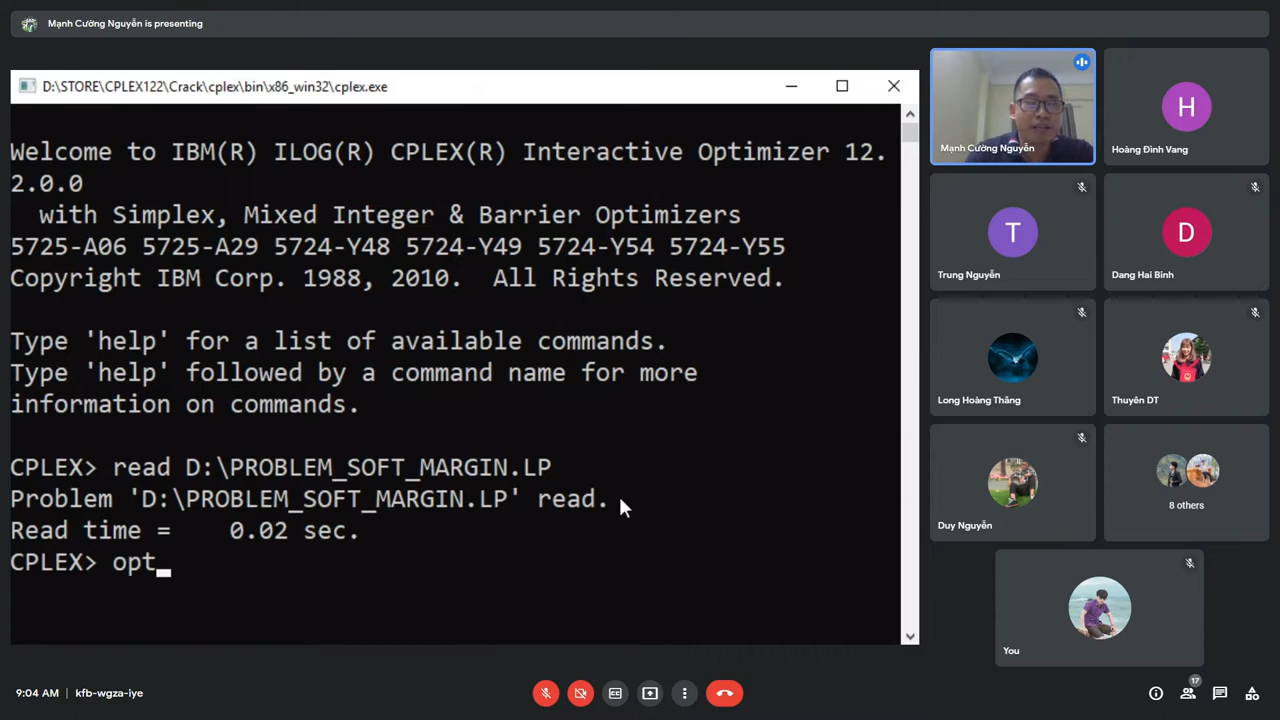 Mạnh Cường Nguyễn is presenting
D:\STORE\CPLEX122\Crack\cplex\bin\x86_win32\cplex.exe
Welcome to IBM(R) ILOG(R) CPLEX(R) Interactive Optimizer 12.
2.0.0
with Simplex, Mixed Integer & Barrier Optimizers
5725-A06 5725-A29 5724-Y48 5724-Y49 5724-Y54 5724-Y55
Copyright IBM Corp. 1988, 2010.  All Rights Reserved.
Type 'help' for a list of available commands.
Type 'help' followed by a command name for more
information on commands.
CPLEX> read D:\PROBLEM_SOFT_MARGIN.LP
Problem 'D:\PROBLEM_SOFT_MARGIN.LP' read.
Read time =    0.02 sec.
CPLEX> opt_
Mạnh Cường Nguyễn
H
Hoàng Đình Vang
T
Trung Nguyễn
D
Dang Hai Binh
Long Hoàng Thăng
Thuyên DT
Duy Nguyễn
8 others
You
9:04 AM | kfb-wgza-iye
17